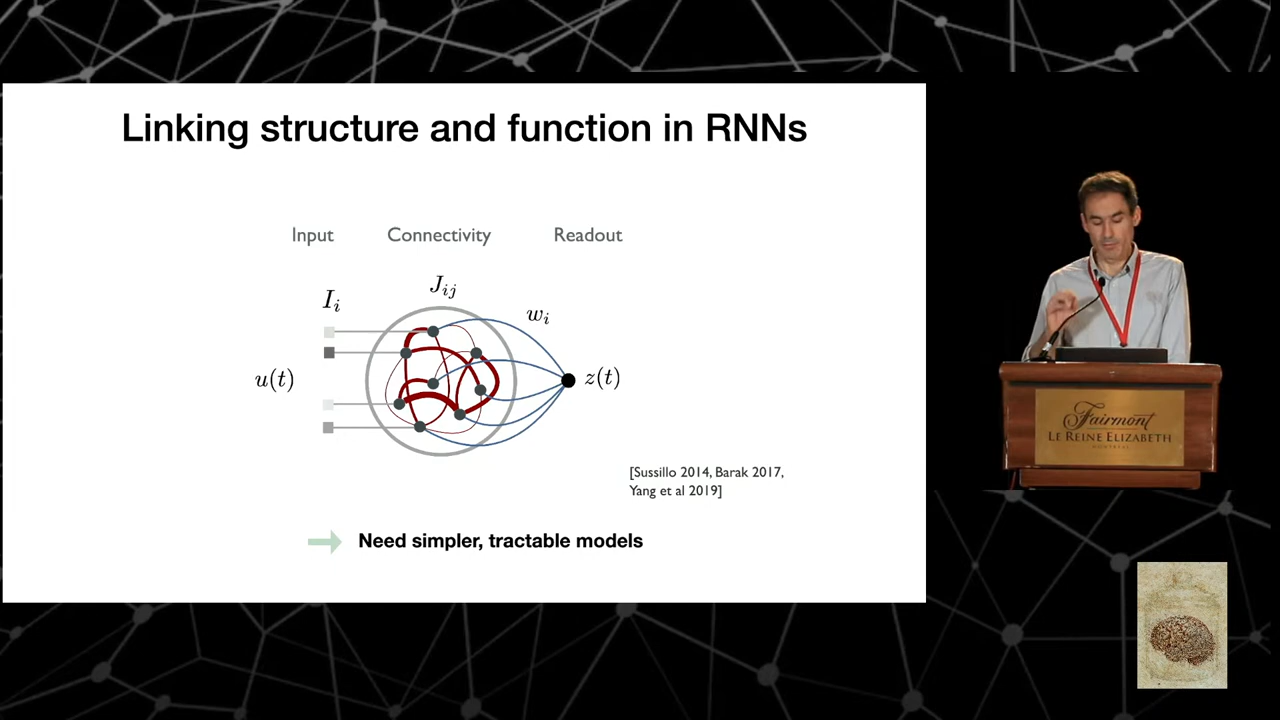 Linking structure and function in RNNs
Input Connectivity Readout
I_i
J_{ij}
w_i
u(t)
z(t)
[Sussillo 2014, Barak 2017,
Yang et al 2019]
Need simpler, tractable models
Fairmont
LE REINE ELIZABETH
MONTREAL